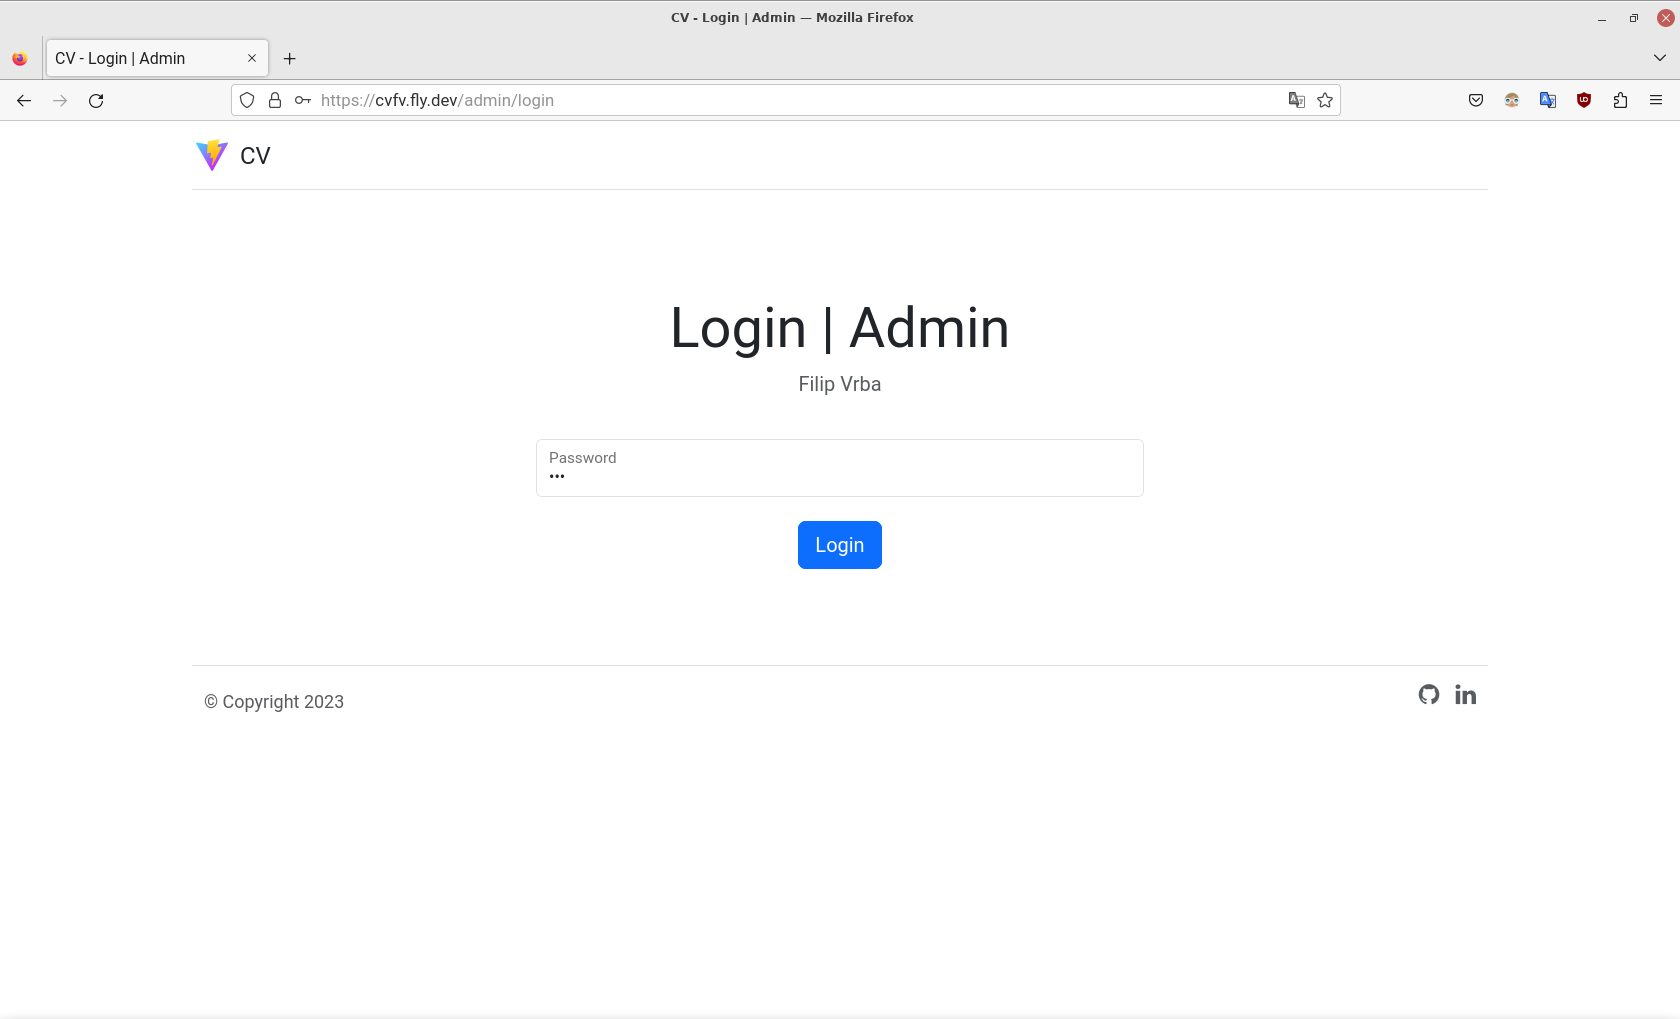 CV - Login | Admin — Mozilla Firefox
CV - Login | Admin
https://cvfv.fly.dev/admin/login
CV
Login | Admin
Filip Vrba
Password
•••
Login
© Copyright 2023